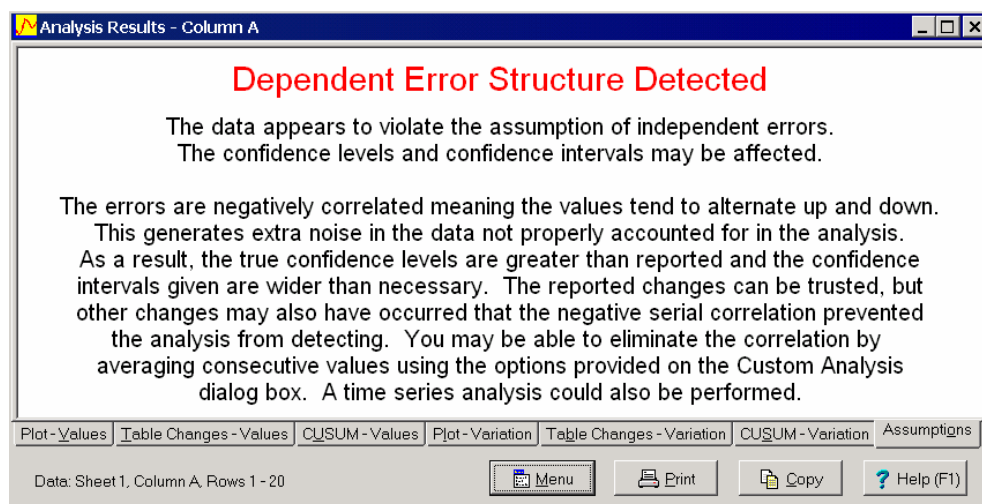 Analysis Results - Column A
Dependent Error Structure Detected
The data appears to violate the assumption of independent errors.
The confidence levels and confidence intervals may be affected.
The errors are negatively correlated meaning the values tend to alternate up and down.
This generates extra noise in the data not properly accounted for in the analysis.
As a result, the true confidence levels are greater than reported and the confidence
intervals given are wider than necessary. The reported changes can be trusted, but
other changes may also have occurred that the negative serial correlation prevented
the analysis from detecting. You may be able to eliminate the correlation by
averaging consecutive values using the options provided on the Custom Analysis
dialog box. A time series analysis could also be performed.
Plot - Values Table Changes - Values CUSUM - Values Plot - Variation Table Changes - Variation CUSUM - Variation Assumptions
Data: Sheet 1, Column A, Rows 1 - 20 Menu Print Copy Help (F1)